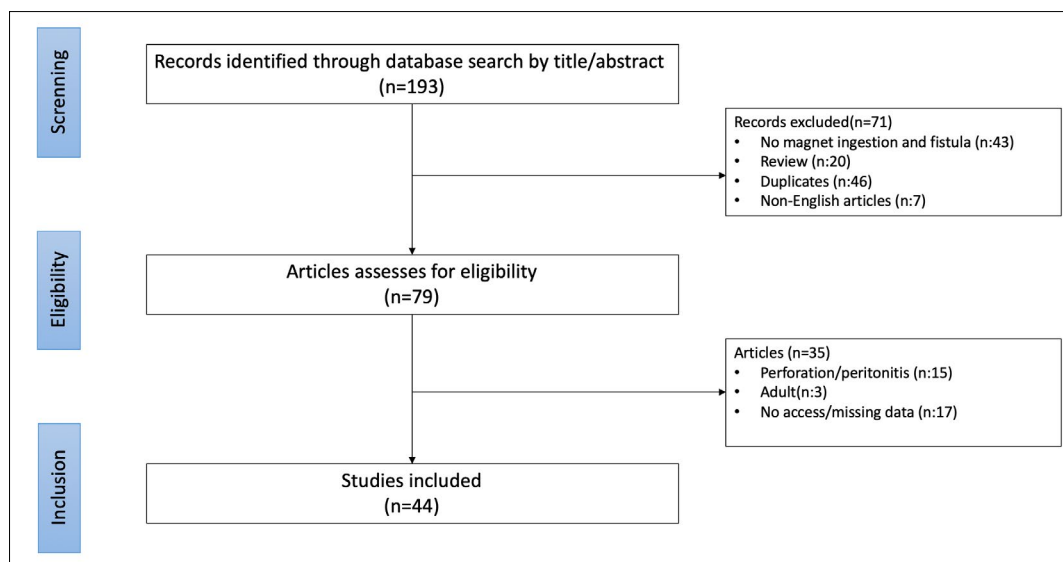 Screnning
Records identified through database search by title/abstract
(n=193)
Records excluded(n=71)
• No magnet ingestion and fistula (n:43)
• Review (n:20)
• Duplicates (n:46)
• Non-English articles (n:7)
Eligibility
Articles assesses for eligibility
(n=79)
Articles (n=35)
• Perforation/peritonitis (n:15)
• Adult(n:3)
• No access/missing data (n:17)
Inclusion
Studies included
(n=44)